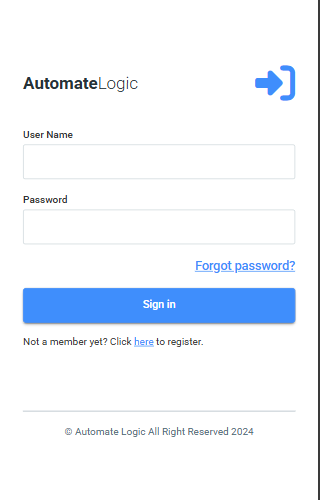 AutomateLogic
User Name
Password
Forgot password?
Sign in
Not a member yet? Click here to register.
© Automate Logic All Right Reserved 2024